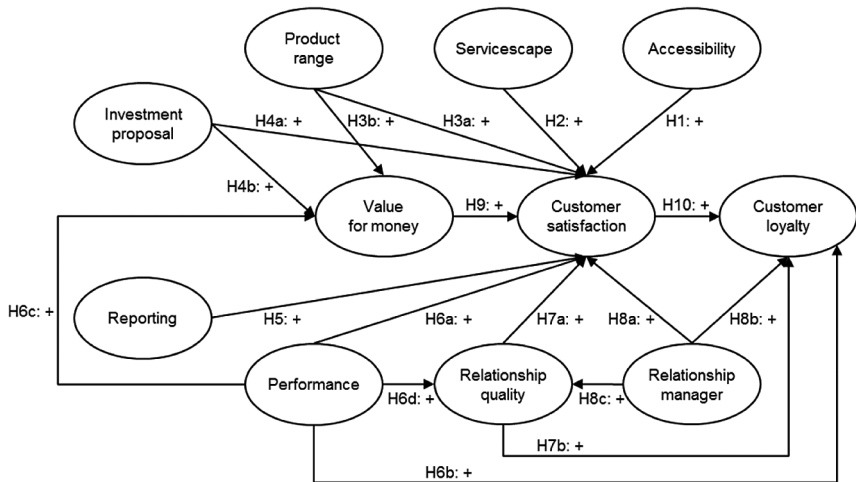 Product
range
Servicescape
Accessibility
Investment
proposal
H4a: +
H3b: +
H3a: +
H2: +
H1: +
H4b: +
Value
for money
H9: +
Customer
satisfaction
H10: +
Customer
loyalty
H6c: +
Reporting
H5: +
H6a: +
H7a: +
H8a: +
H8b: +
Performance
H6d: +
Relationship
quality
H8c: +
Relationship
manager
H7b: +
H6b: +